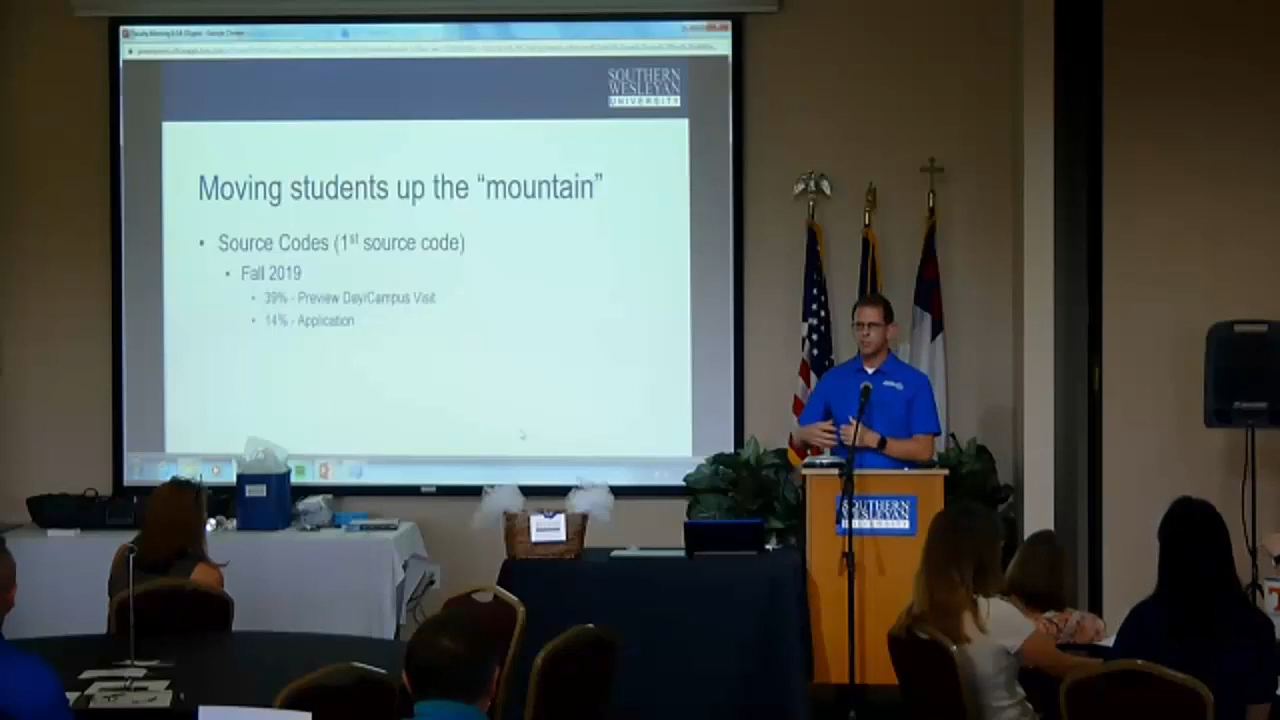 SOUTHERN
WESLEYAN
UNIVERSITY
Moving students up the “mountain”
• Source Codes (1st source code)
• Fall 2019
• 39% - Preview Day/Campus Visit
• 14% - Application
SOUTHERN
WESLEYAN
UNIVERSITY